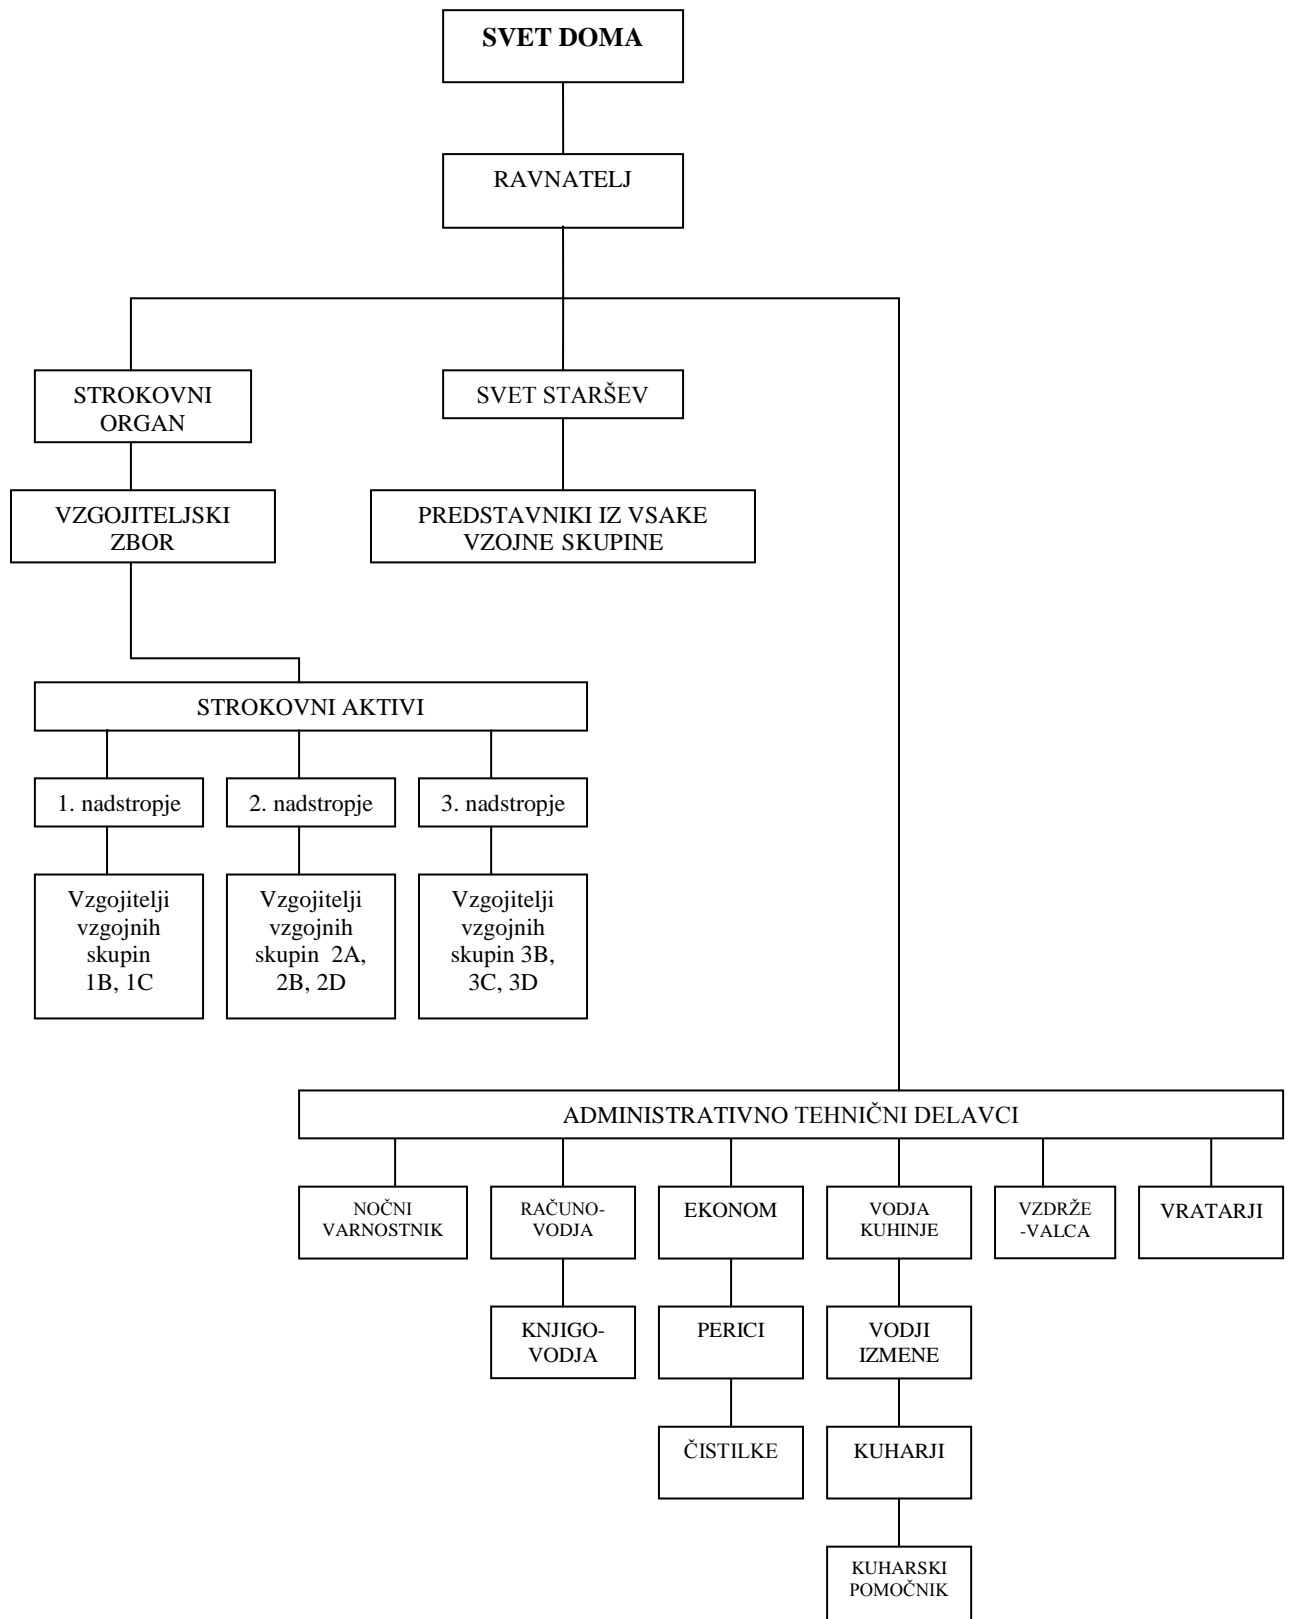 SVET DOMA
RAVNATELJ
STROKOVNI
ORGAN
SVET STARŠEV
VZGOJITELJSKI
ZBOR
PREDSTAVNIKI IZ VSAKE
VZOJNE SKUPINE
STROKOVNI AKTIVI
1. nadstropje
2. nadstropje
3. nadstropje
Vzgojitelji
vzgojnih
skupin
1B, 1C
Vzgojitelji
vzgojnih
skupin 2A,
2B, 2D
Vzgojitelji
vzgojnih
skupin 3B,
3C, 3D
ADMINISTRATIVNO TEHNIČNI DELAVCI
NOČNI
VARNOSTNIK
RAČUNO-
VODJA
EKONOM
VODJA
KUHINJE
VZDRŽE
-VALCA
VRATARJI
KNJIGO-
VODJA
PERICI
VODJI
IZMENE
ČISTILKE
KUHARJI
KUHARSKI
POMOČNIK